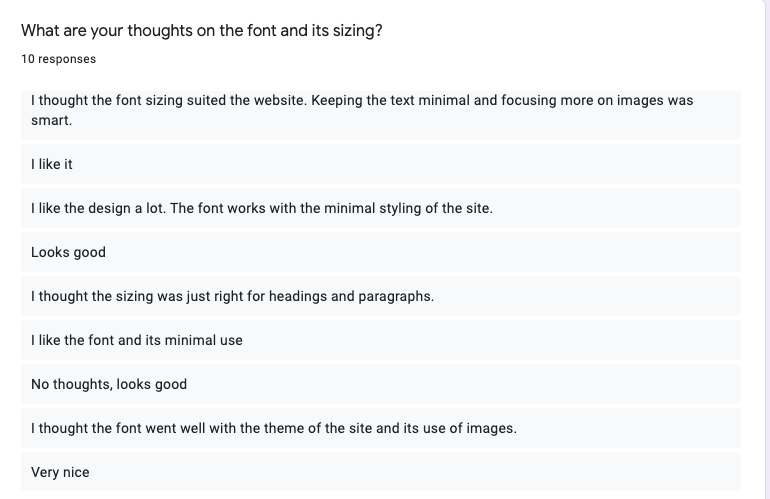 What are your thoughts on the font and its sizing?
10 responses
I thought the font sizing suited the website. Keeping the text minimal and focusing more on images was
smart.
I like it
I like the design a lot. The font works with the minimal styling of the site.
Looks good
I thought the sizing was just right for headings and paragraphs.
I like the font and its minimal use
No thoughts, looks good
I thought the font went well with the theme of the site and its use of images.
Very nice